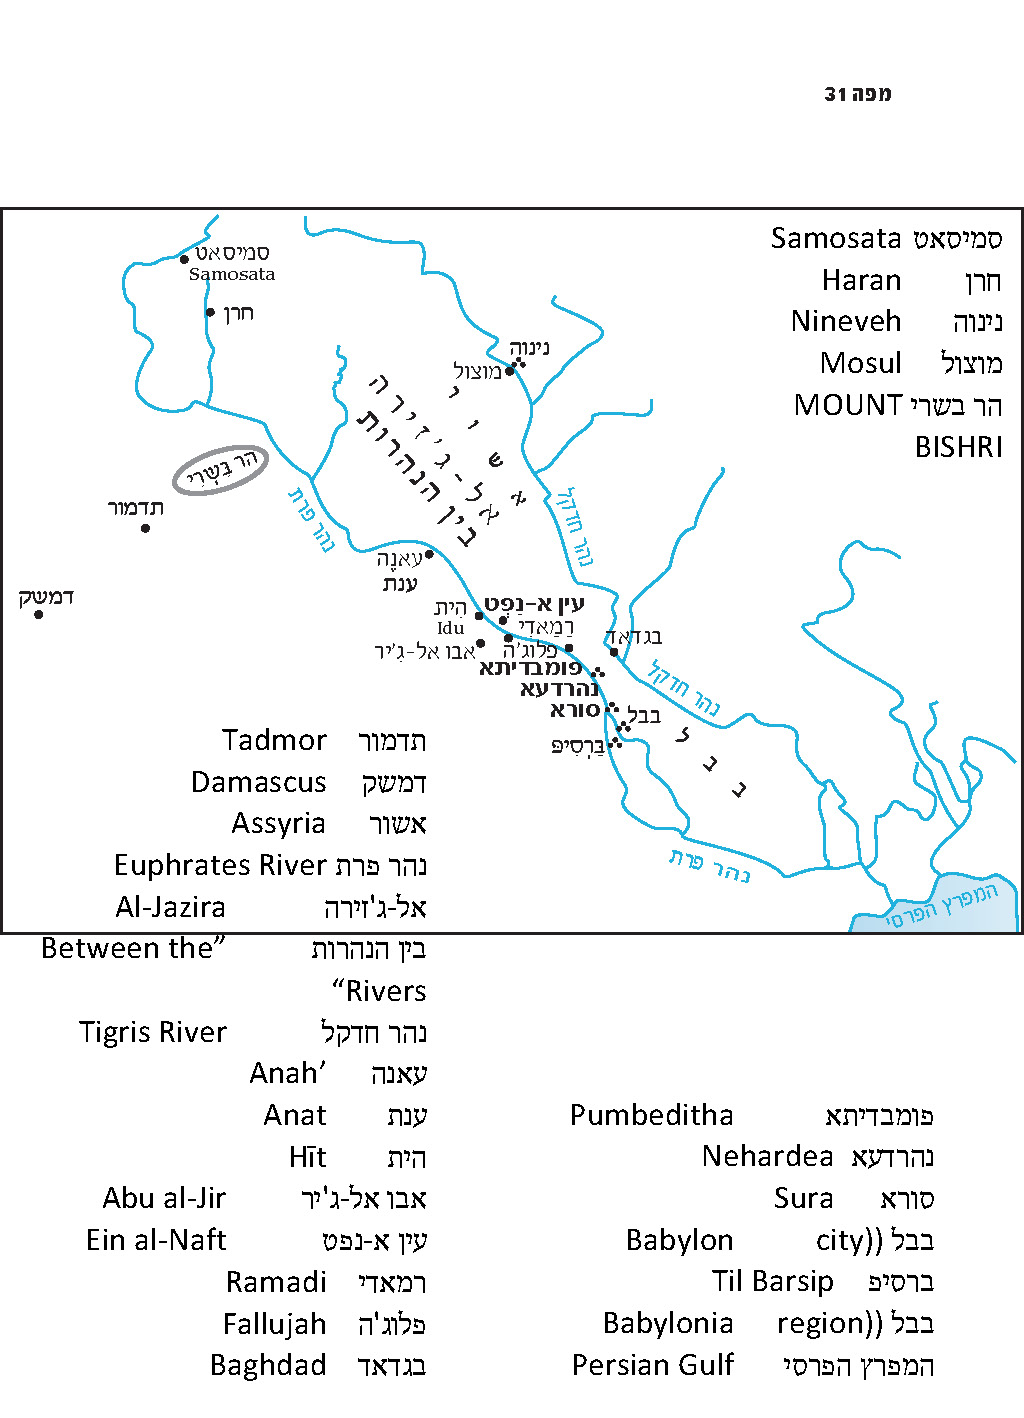 מפה 31
סמיסאט Samosata
חרן Haran
נינוה Nineveh
מוצול Mosul
הר בשרי MOUNT
BISHRI
סמיסאט
Samosata
חרן
נינוה
מוצול
אשור
אל-ג'זירה
בין הנהרות
הר בִּשְׁרִי
תדמור
נהר פרת
נהר חדקל
עאנֶה
ענת
דמשק
הִית
Idu
עין א-נַפְט
רַמַאדִי
אבו אל-גִ'יר
פלוג'ה
בגדאד
פומבדיתא
נהרדעא
סורא
בבל
בַּרְסִיפּ
נהר חדקל
בבל
נהר פרת
המפרץ הפרסי
תדמור Tadmor
דמשק Damascus
אשור Assyria
נהר פרת Euphrates River
אל-ג'זירה Al-Jazira
בין הנהרות Between the”
“Rivers
נהר חדקל Tigris River
עאנה Anah’
ענת Anat
הית Hīt
אבו אל-ג'יר Abu al-Jir
עין א-נפט Ein al-Naft
רמאדי Ramadi
פלוג'ה Fallujah
בגדאד Baghdad
פומבדיתא Pumbeditha
נהרדעא Nehardea
סורא Sura
בבל ((city Babylon
ברסיפ Til Barsip
בבל ((region Babylonia
המפרץ הפרסי Persian Gulf